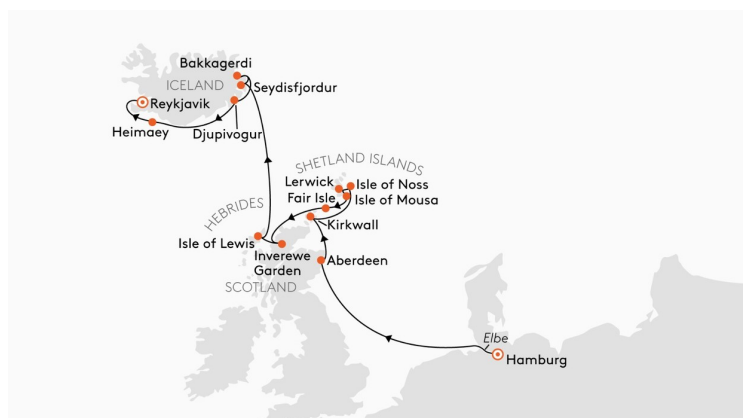 Bakkagerdi
ICELAND
Seydisfjordur
Reykjavik
Heimaey
Djupivogur
SHETLAND ISLANDS
Lerwick
Isle of Noss
Fair Isle
Isle of Mousa
HEBRIDES
Kirkwall
Isle of Lewis
Inverewe
Garden
Aberdeen
SCOTLAND
Elbe
Hamburg